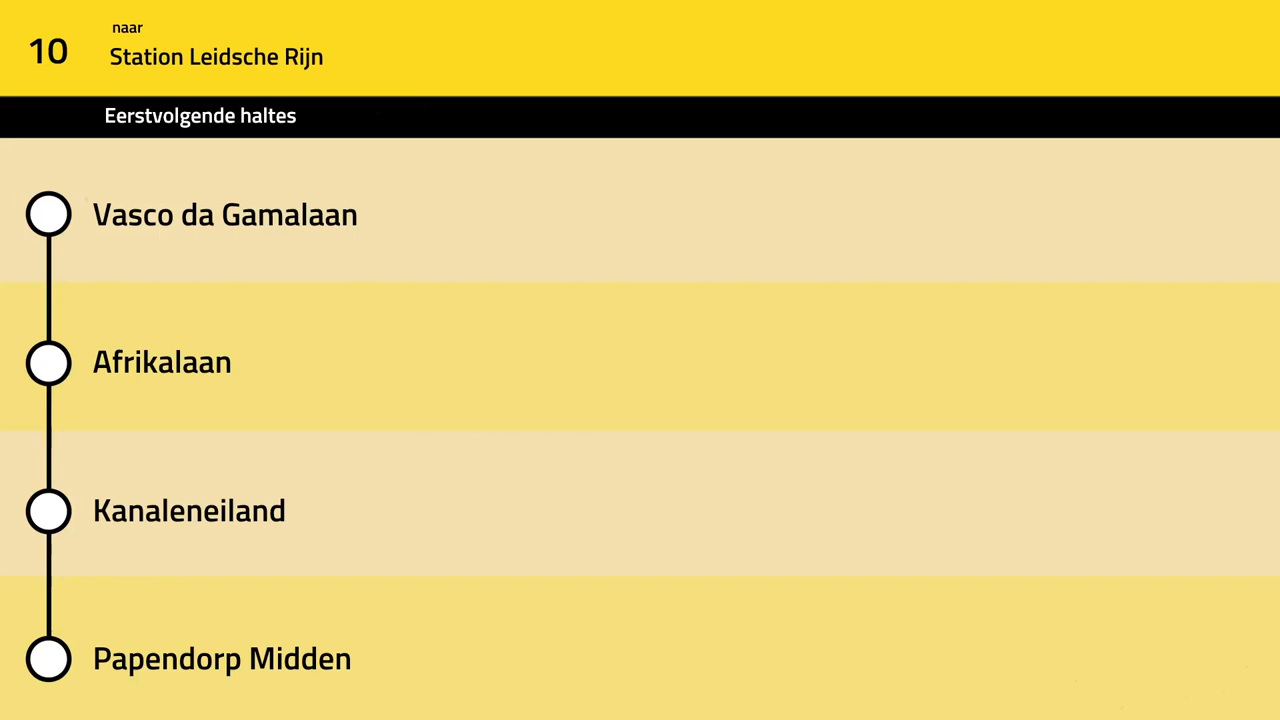 10
naar
Station Leidsche Rijn
Eerstvolgende haltes
Vasco da Gamalaan
Afrikalaan
Kanaleneiland
Papendorp Midden